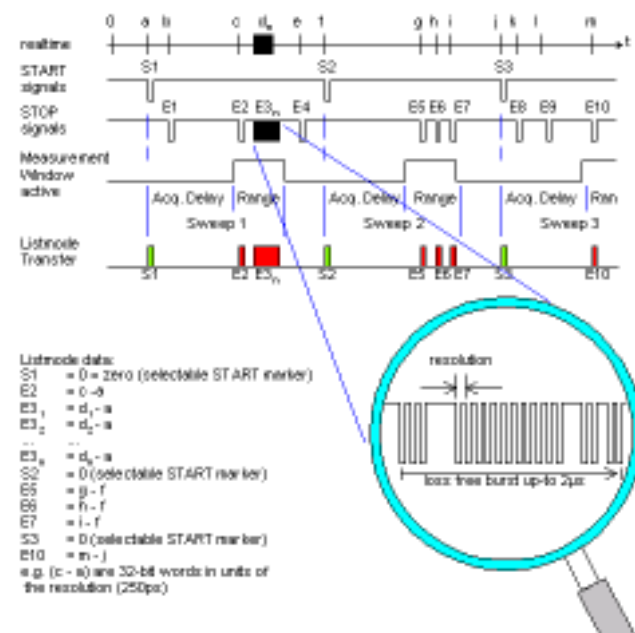 0 a b c dₙ e f g h i j k l m t
realtime
START signals
S1 S2 S3
STOP signals
E1 E2 E3ₙ E4 E5 E6 E7 E8 E9 E10
Measurement
Window
active
Acq. Delay Range Acq. Delay Range Acq. Delay Ran
Sweep 1 Sweep 2 Sweep 3
Listmode
Transfer
S1 E2 E3ₙ S2 E5 E6 E7 S3 E10
resolution
loss free burst up-to 2µs
Listmode data:
S1 = 0 = zero (selectable START marker)
E2 = c - a
E3₁ = d₁ - a
E3₂ = d₂ - a
... ...
E3ₙ = dₙ - a
S2 = 0 (selectable START marker)
E5 = g - f
E6 = h - f
E7 = i - f
S3 = 0 (selectable START marker)
E10 = m - j
e.g. (c - a) are 32-bit words in units of
the resolution (250ps)